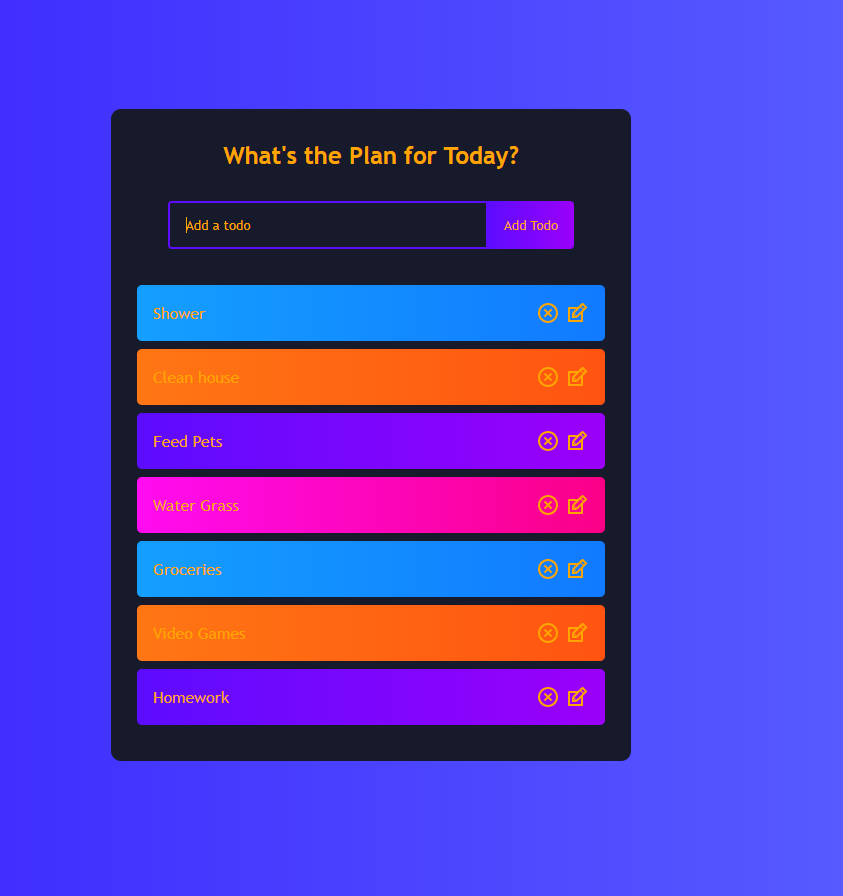 What's the Plan for Today?
Add a todo
Add Todo
Shower
Clean house
Feed Pets
Water Grass
Groceries
Video Games
Homework